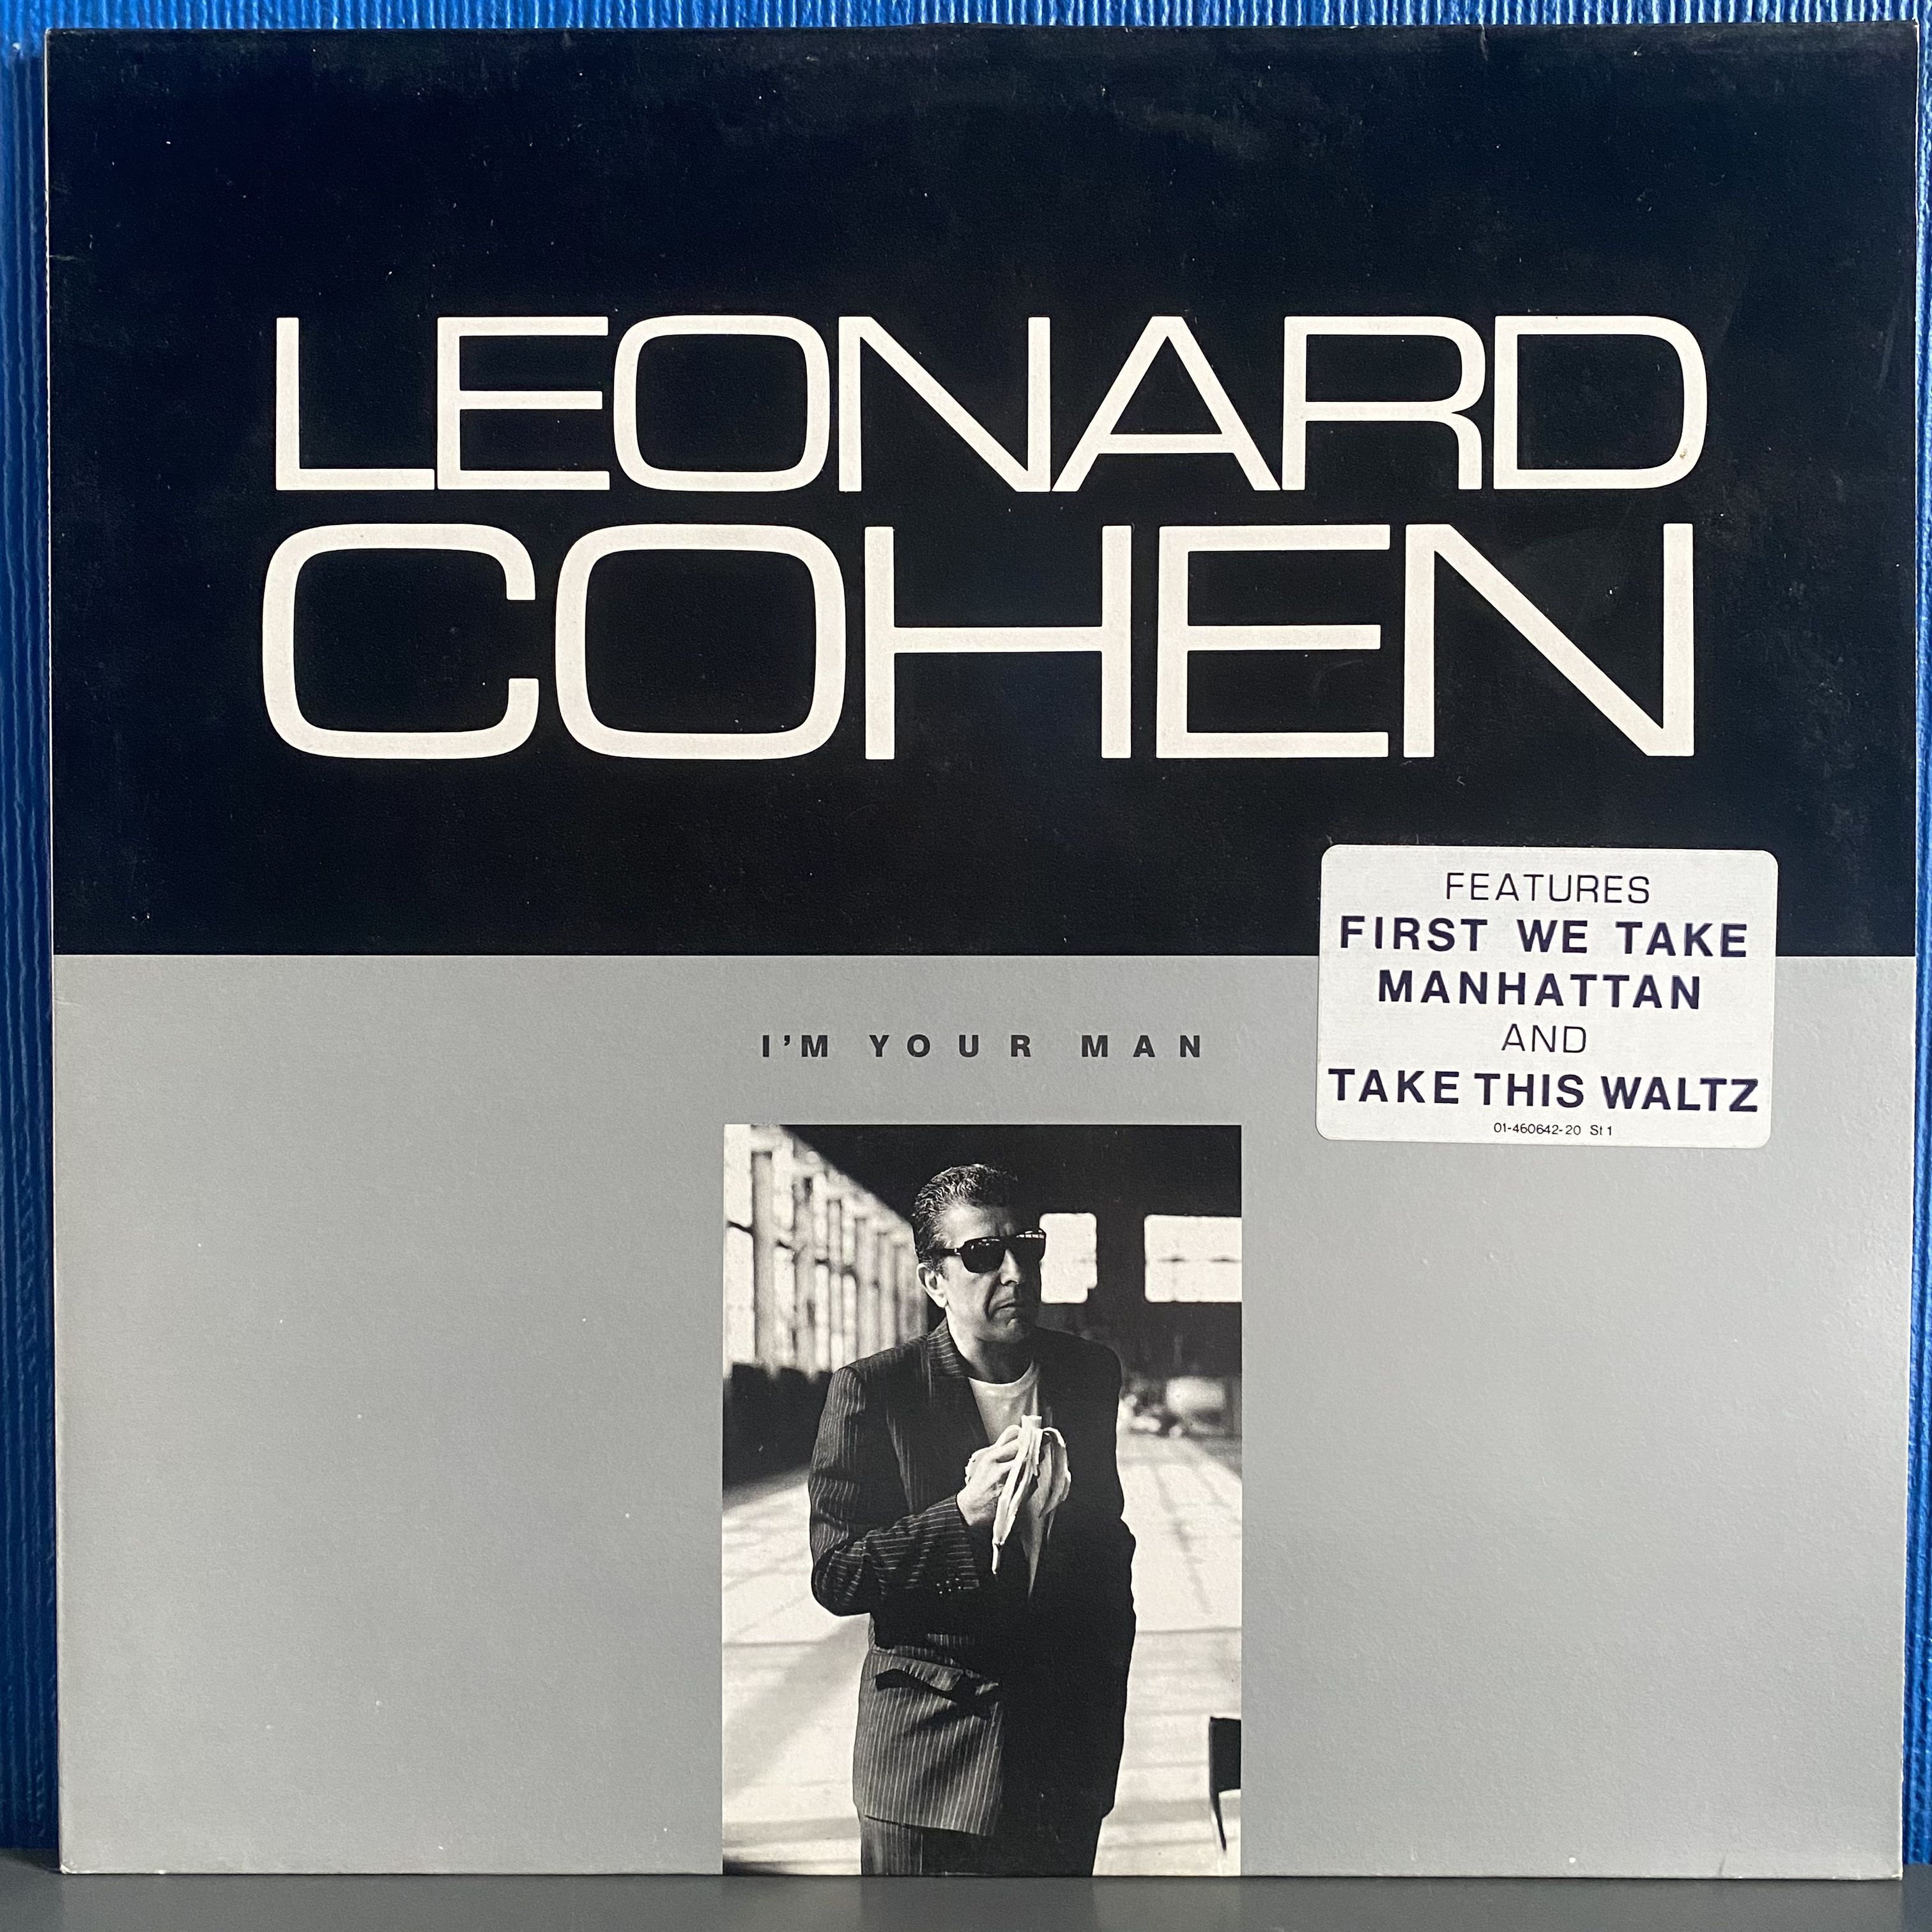 LEONARD
COHEN
FEATURES
FIRST WE TAKE
MANHATTAN
AND
TAKE THIS WALTZ
01-460642-20 St 1
I'M YOUR MAN